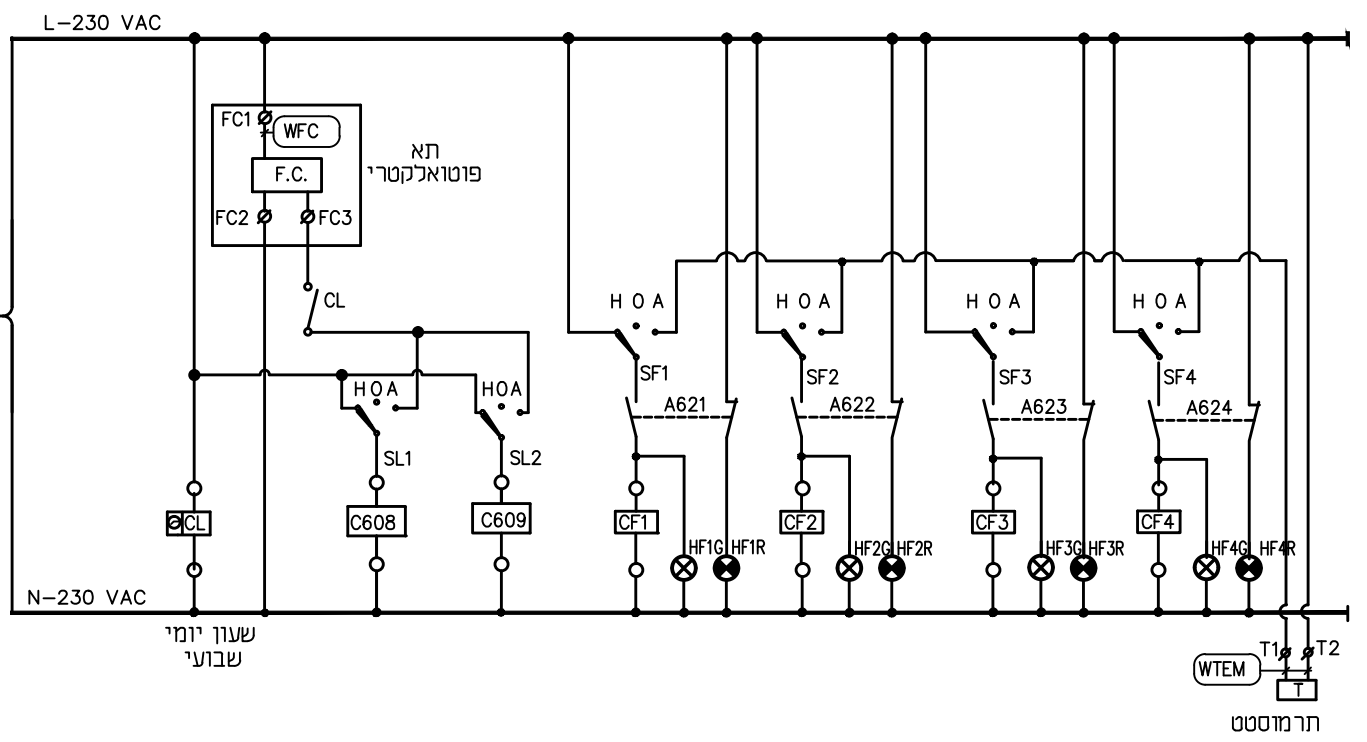 L-230 VAC
FC1
WFC
F.C.
FC2
FC3
תא
פוטואלקטרי
CL
H O A
SL1
H O A
SL2
H O A
SF1
H O A
SF2
H O A
SF3
H O A
SF4
A621
A622
A623
A624
CL
C608
C609
CF1
HF1G
HF1R
CF2
HF2G
HF2R
CF3
HF3G
HF3R
CF4
HF4G
HF4R
N-230 VAC
שעון יומי
שבועי
T1
T2
WTEM
T
תרמוסטט